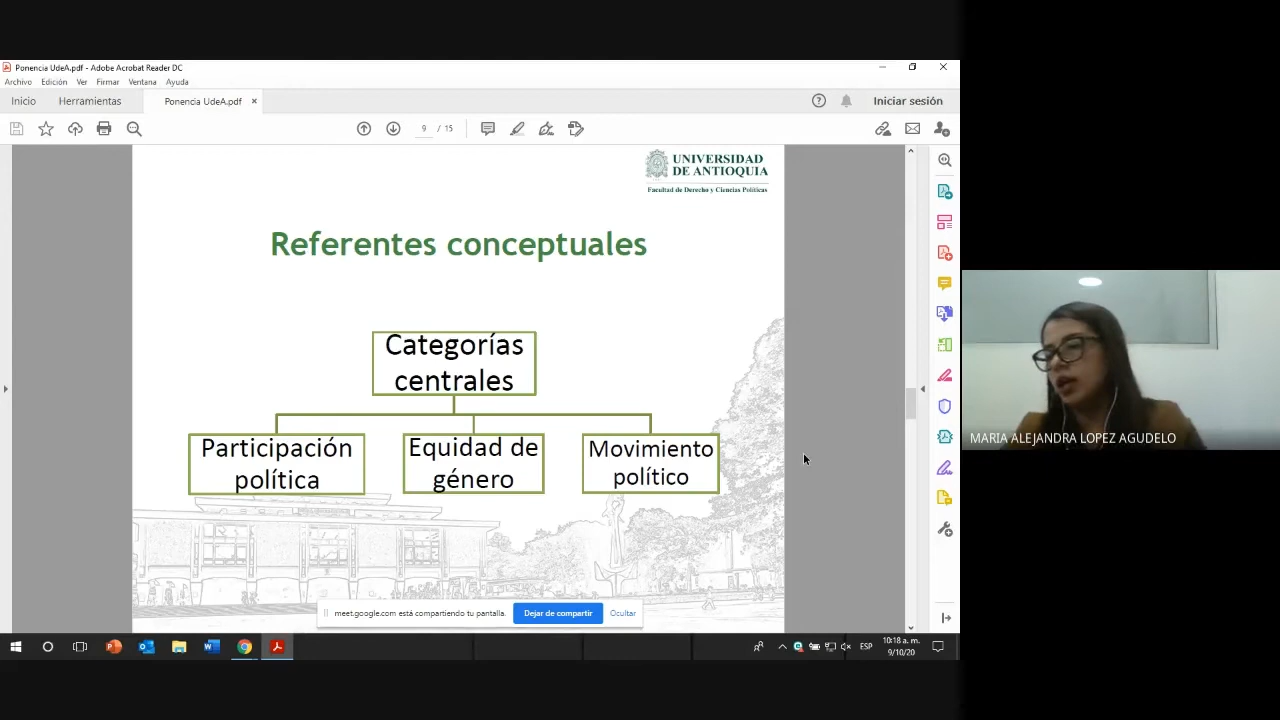 Ponencia UdeA.pdf - Adobe Acrobat Reader DC
Archivo Edición Ver Firmar Ventana Ayuda
Inicio Herramientas Ponencia UdeA.pdf × Iniciar sesión
9 / 15
UNIVERSIDAD
DE ANTIOQUIA
Facultad de Derecho y Ciencias Políticas
Referentes conceptuales
Categorías
centrales
Participación
política
Equidad de
género
Movimiento
político
MARIA ALEJANDRA LOPEZ AGUDELO
meet.google.com está compartiendo tu pantalla. Dejar de compartir Ocultar
ESP
10:18 a. m.
9/10/20